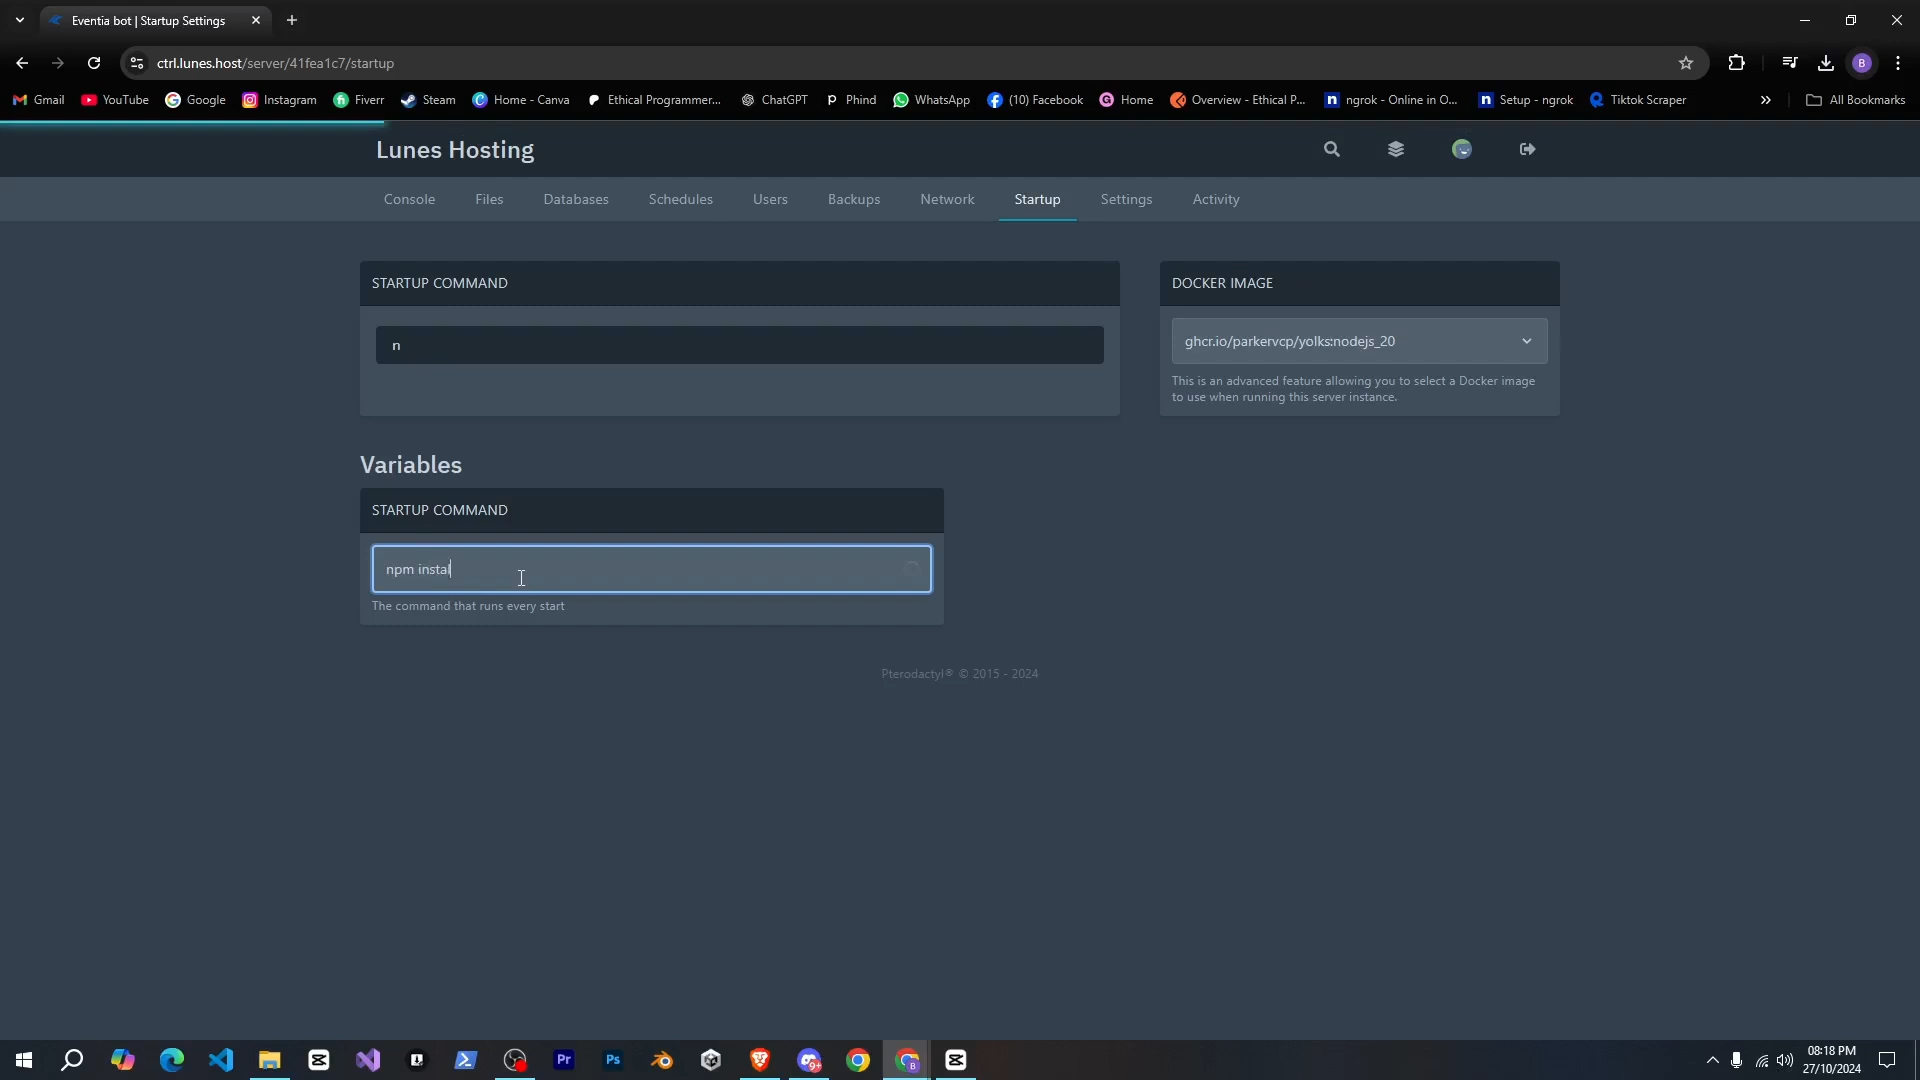 Eventia bot | Startup Settings
ctrl.lunes.host/server/41fea1c7/startup
B
Gmail YouTube Google Instagram Fiverr Steam Home - Canva Ethical Programmer... ChatGPT Phind WhatsApp (10) Facebook Home Overview - Ethical P... ngrok - Online in O... Setup - ngrok Tiktok Scraper » All Bookmarks
Lunes Hosting
Console Files Databases Schedules Users Backups Network Startup Settings Activity
STARTUP COMMAND
n
DOCKER IMAGE
ghcr.io/parkervcp/yolks:nodejs_20
This is an advanced feature allowing you to select a Docker image
to use when running this server instance.
Variables
STARTUP COMMAND
npm instal
The command that runs every start
Pterodactyl® © 2015 - 2024
Pr Ps 9+ B
08:18 PM
27/10/2024